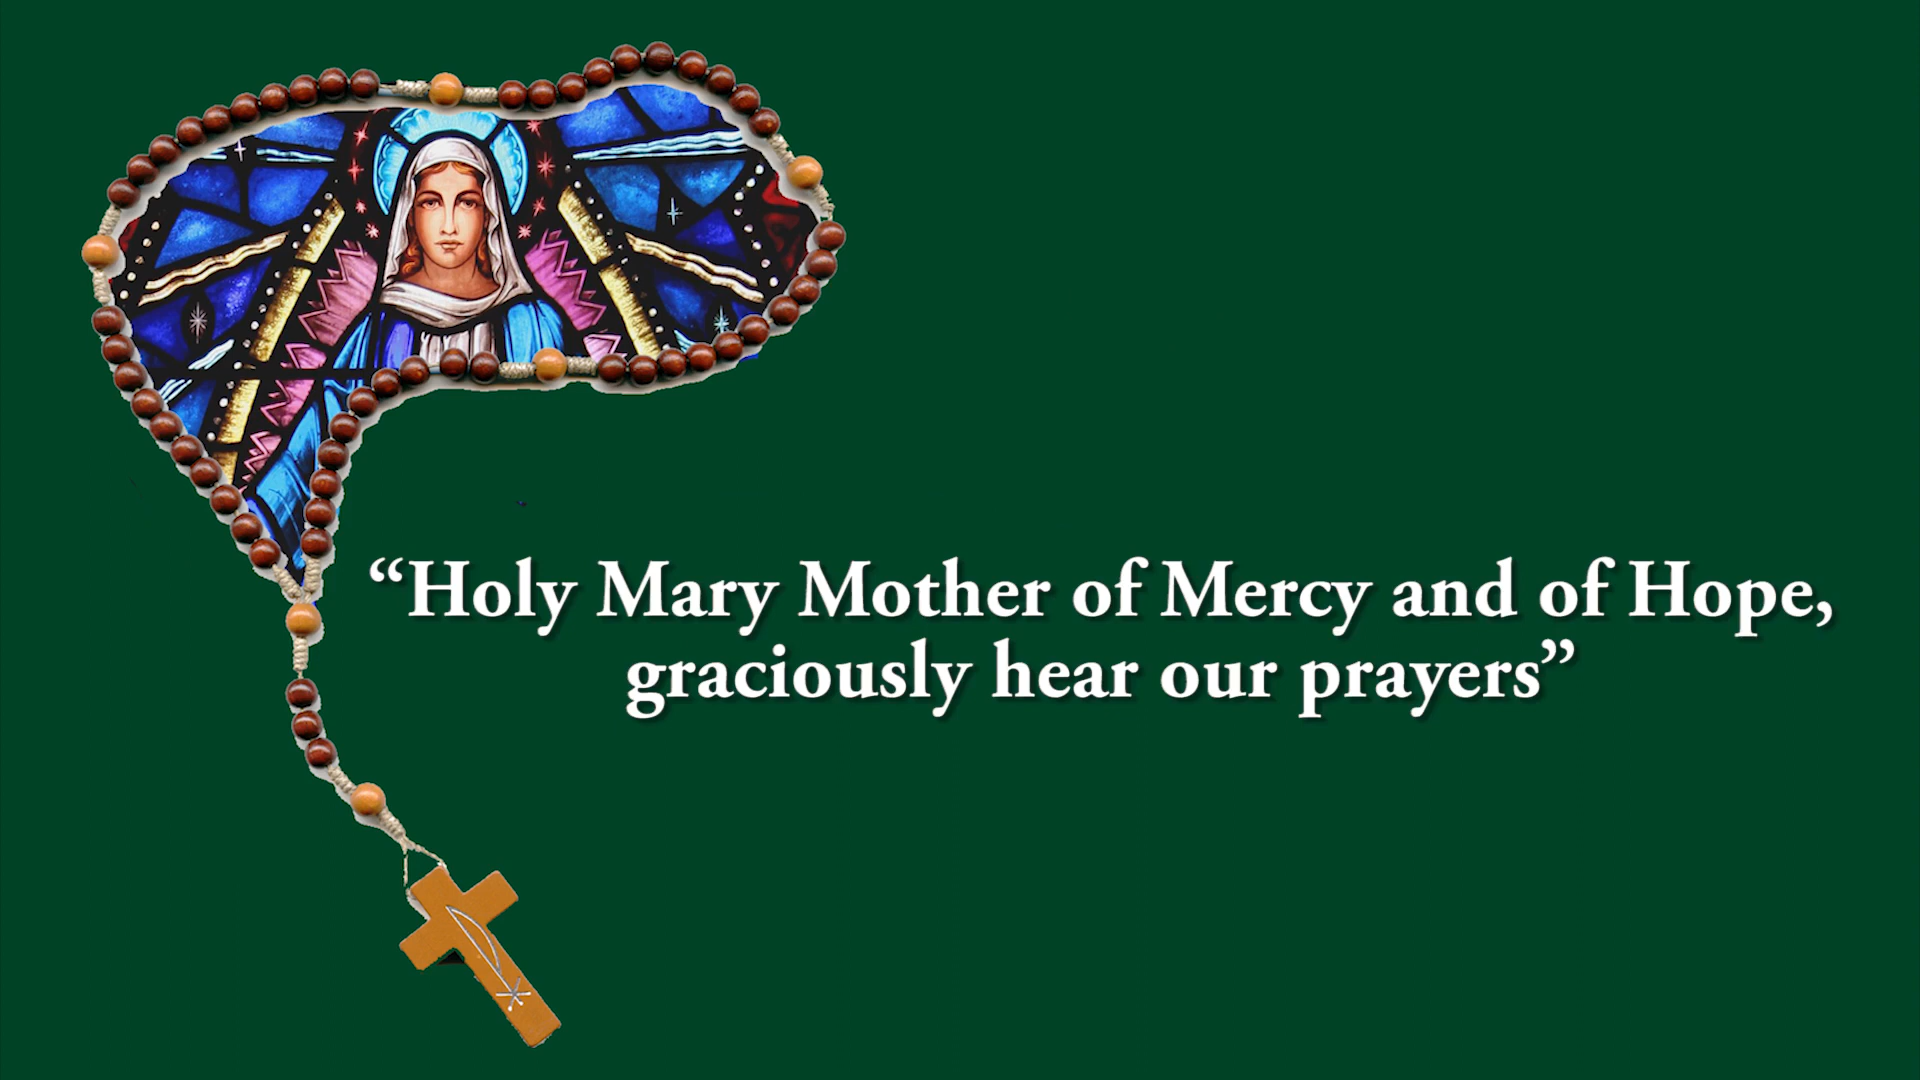 “Holy Mary Mother of Mercy and of Hope,
graciously hear our prayers”